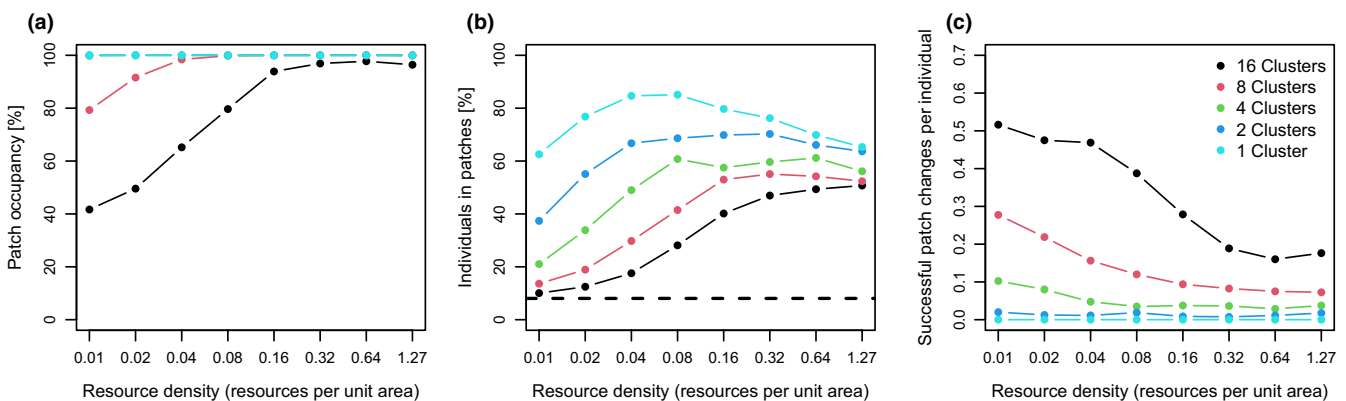 (a)
Patch occupancy [%]
0
20
40
60
80
100
0.01 0.02 0.04 0.08 0.16 0.32 0.64 1.27
Resource density (resources per unit area)
(b)
Individuals in patches [%]
0
20
40
60
80
100
0.01 0.02 0.04 0.08 0.16 0.32 0.64 1.27
Resource density (resources per unit area)
(c)
Successful patch changes per individual
0.0
0.1
0.2
0.3
0.4
0.5
0.6
0.7
16 Clusters
8 Clusters
4 Clusters
2 Clusters
1 Cluster
0.01 0.02 0.04 0.08 0.16 0.32 0.64 1.27
Resource density (resources per unit area)